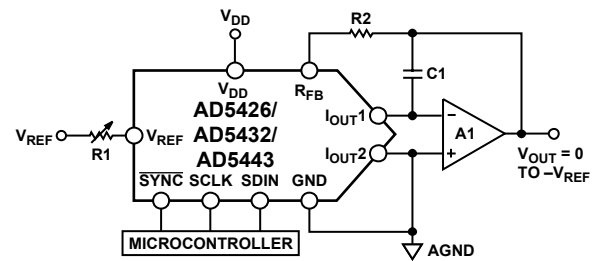 VDD
R2
C1
VDD
RFB
AD5426/
AD5432/
AD5443
IOUT1
IOUT2
VREF
R1
VREF
A1
–
+
VOUT = 0
TO –VREF
SYNC SCLK SDIN GND
MICROCONTROLLER
AGND